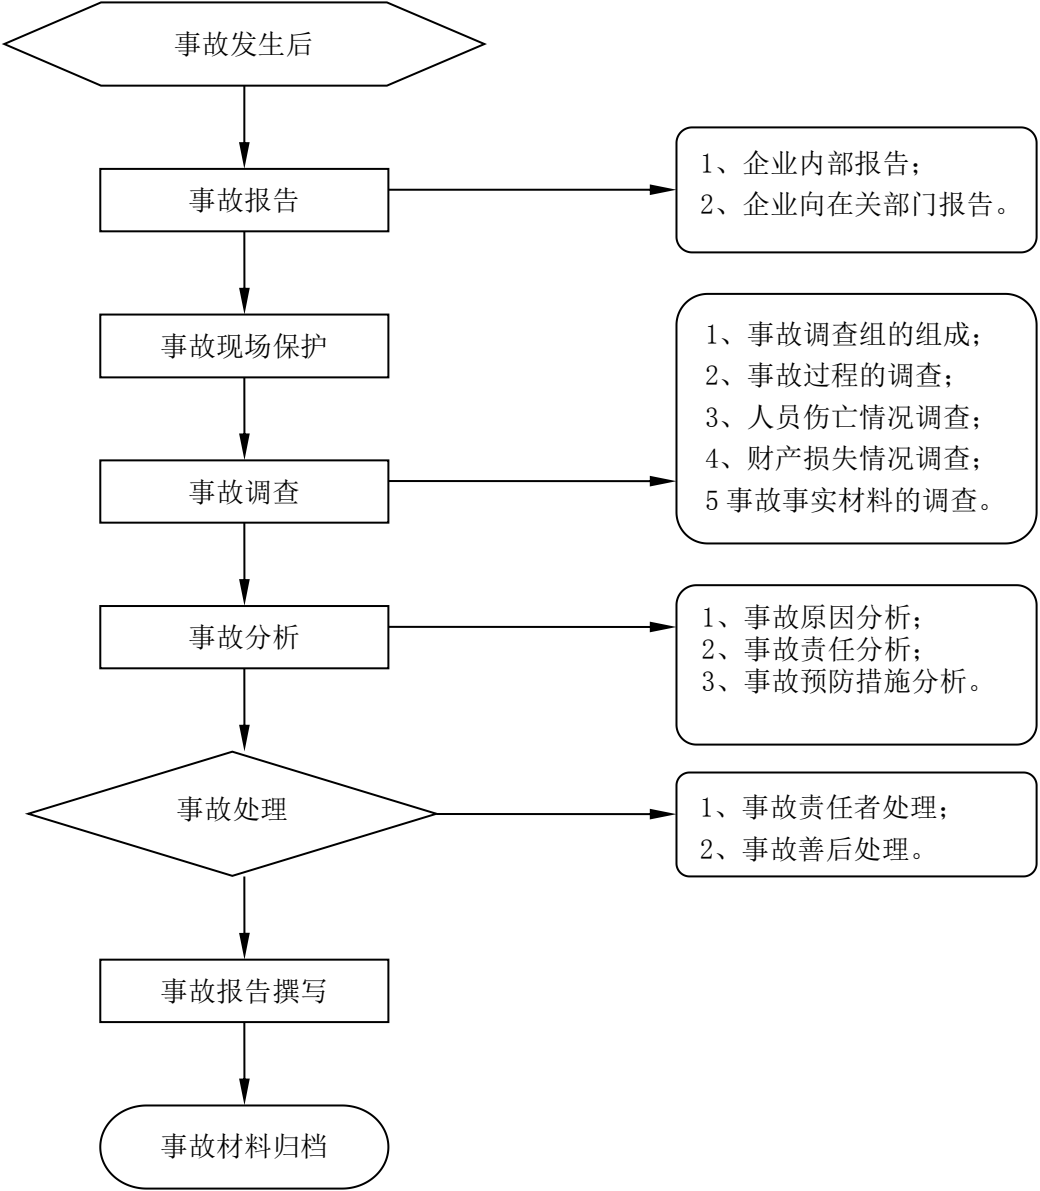 事故发生后
事故报告
1、企业内部报告；
2、企业向在关部门报告。
事故现场保护
事故调查
1、事故调查组的组成；
2、事故过程的调查；
3、人员伤亡情况调查；
4、财产损失情况调查；
5 事故事实材料的调查。
事故分析
1、事故原因分析；
2、事故责任分析；
3、事故预防措施分析。
事故处理
1、事故责任者处理；
2、事故善后处理。
事故报告撰写
事故材料归档